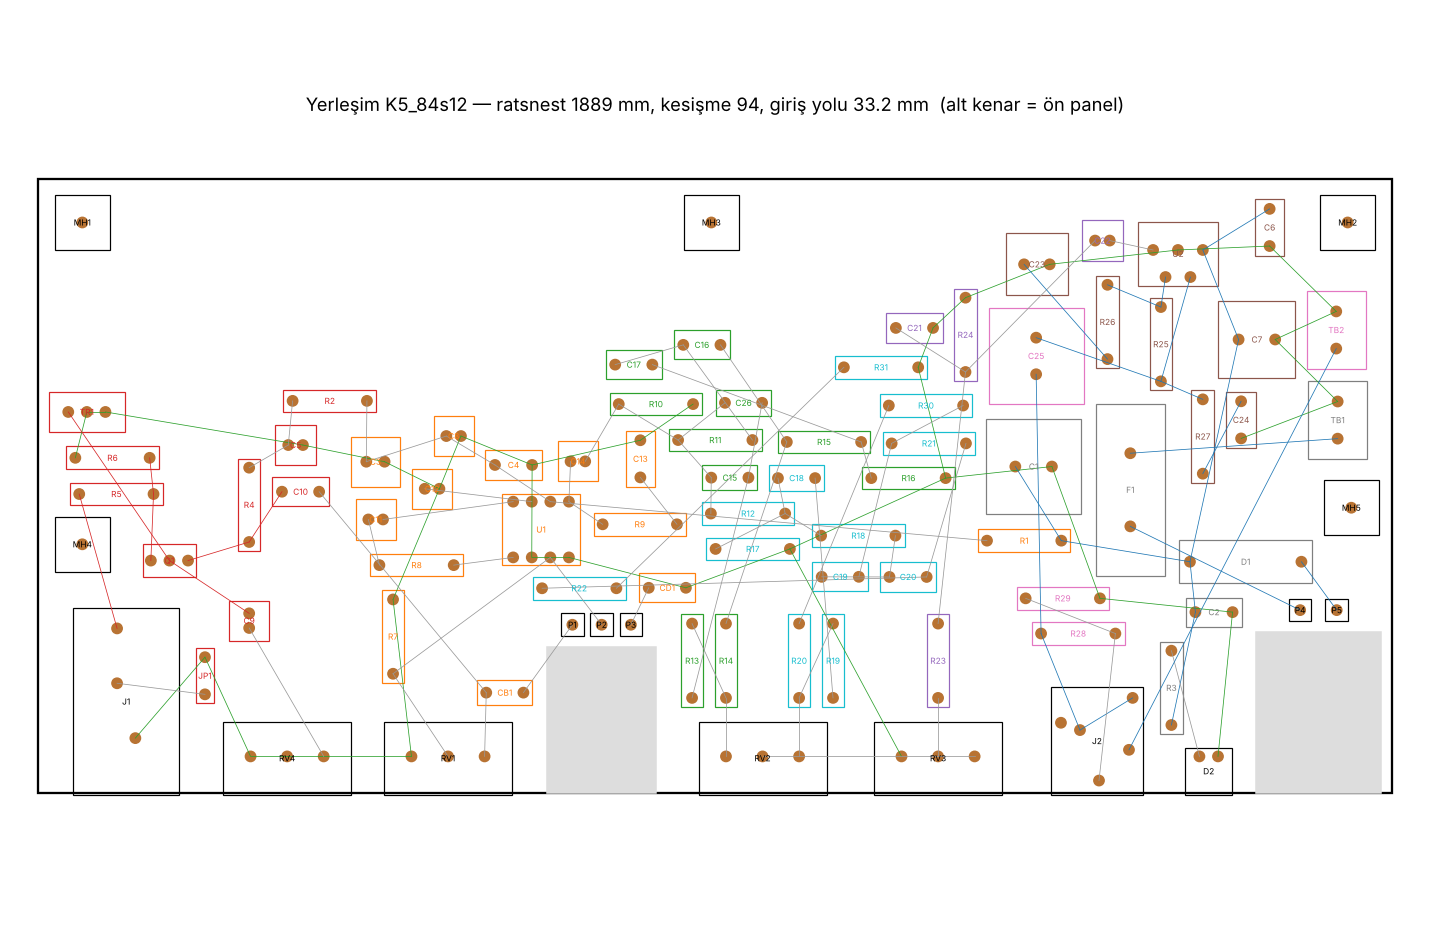 Yerleşim K5_84s12 — ratsnest 1889 mm, kesişme 94, giriş yolu 33.2 mm (alt kenar = ön panel)
MH1
MH3
MH2
C6
C23
R26
R25
C7
TB2
C21
R24
C25
C16
C17
R31
R2
C26
R10
R30
C24
TB1
R11
R15
R21
R27
R6
C4
C13
R5
C10
C15
C18
R16
F1
MH5
R4
R12
U1
R9
R18
R1
MH4
R17
R8
D1
C19
C20
R22
CD1
R29
P4
P5
C2
P1
P2
P3
R7
R28
R13
R14
R20
R19
R23
JP1
R3
CB1
J1
J2
RV4
RV1
RV2
RV3
D2